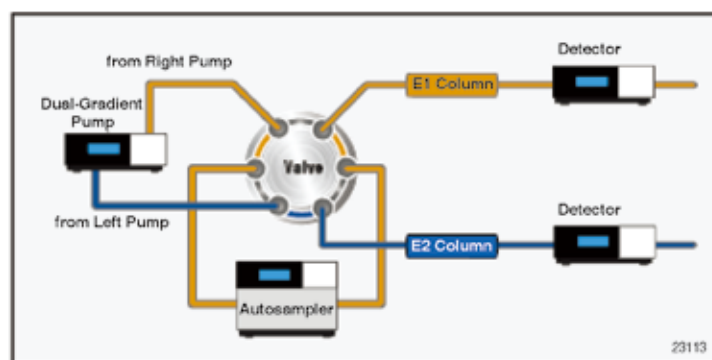 from Right Pump
Detector
E1 Column
Dual-Gradient
Pump
Valve
from Left Pump
Detector
E2 Column
Autosampler
23113